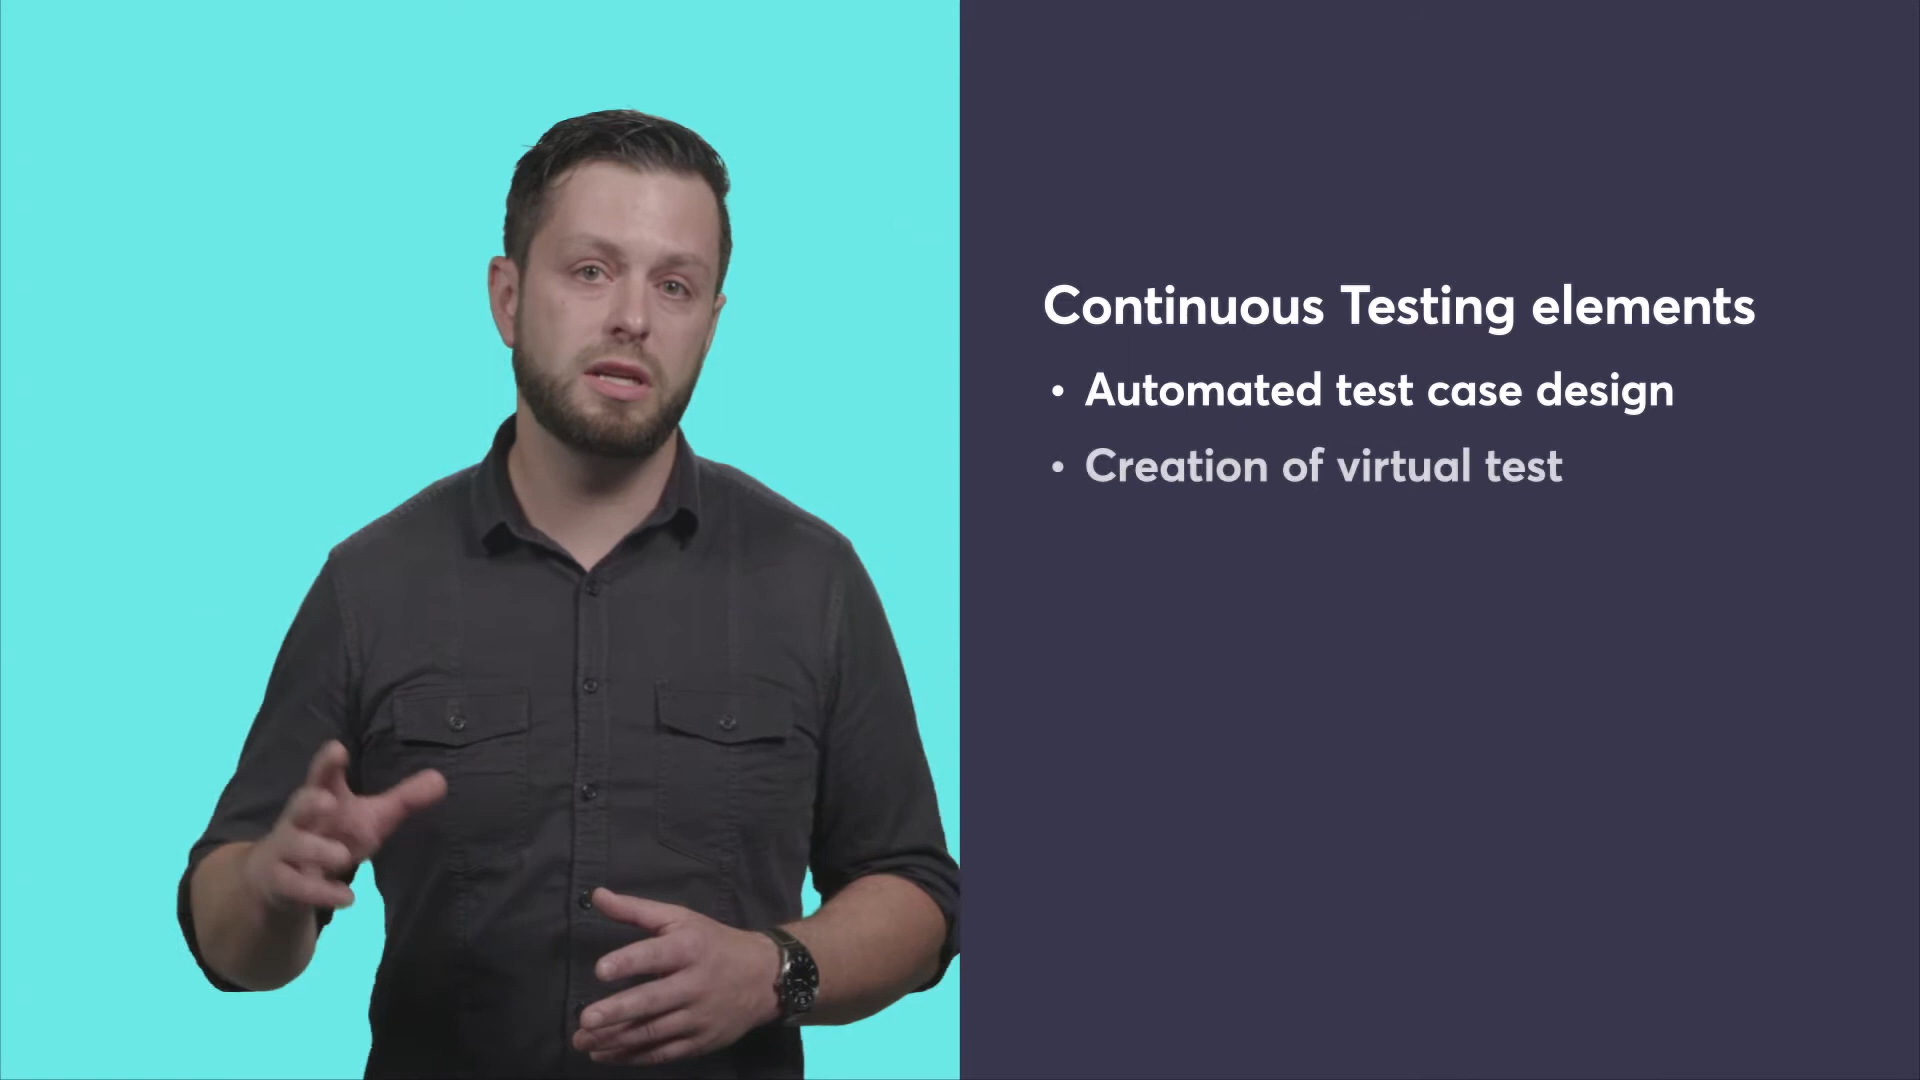 Continuous Testing elements
• Automated test case design
• Creation of virtual test